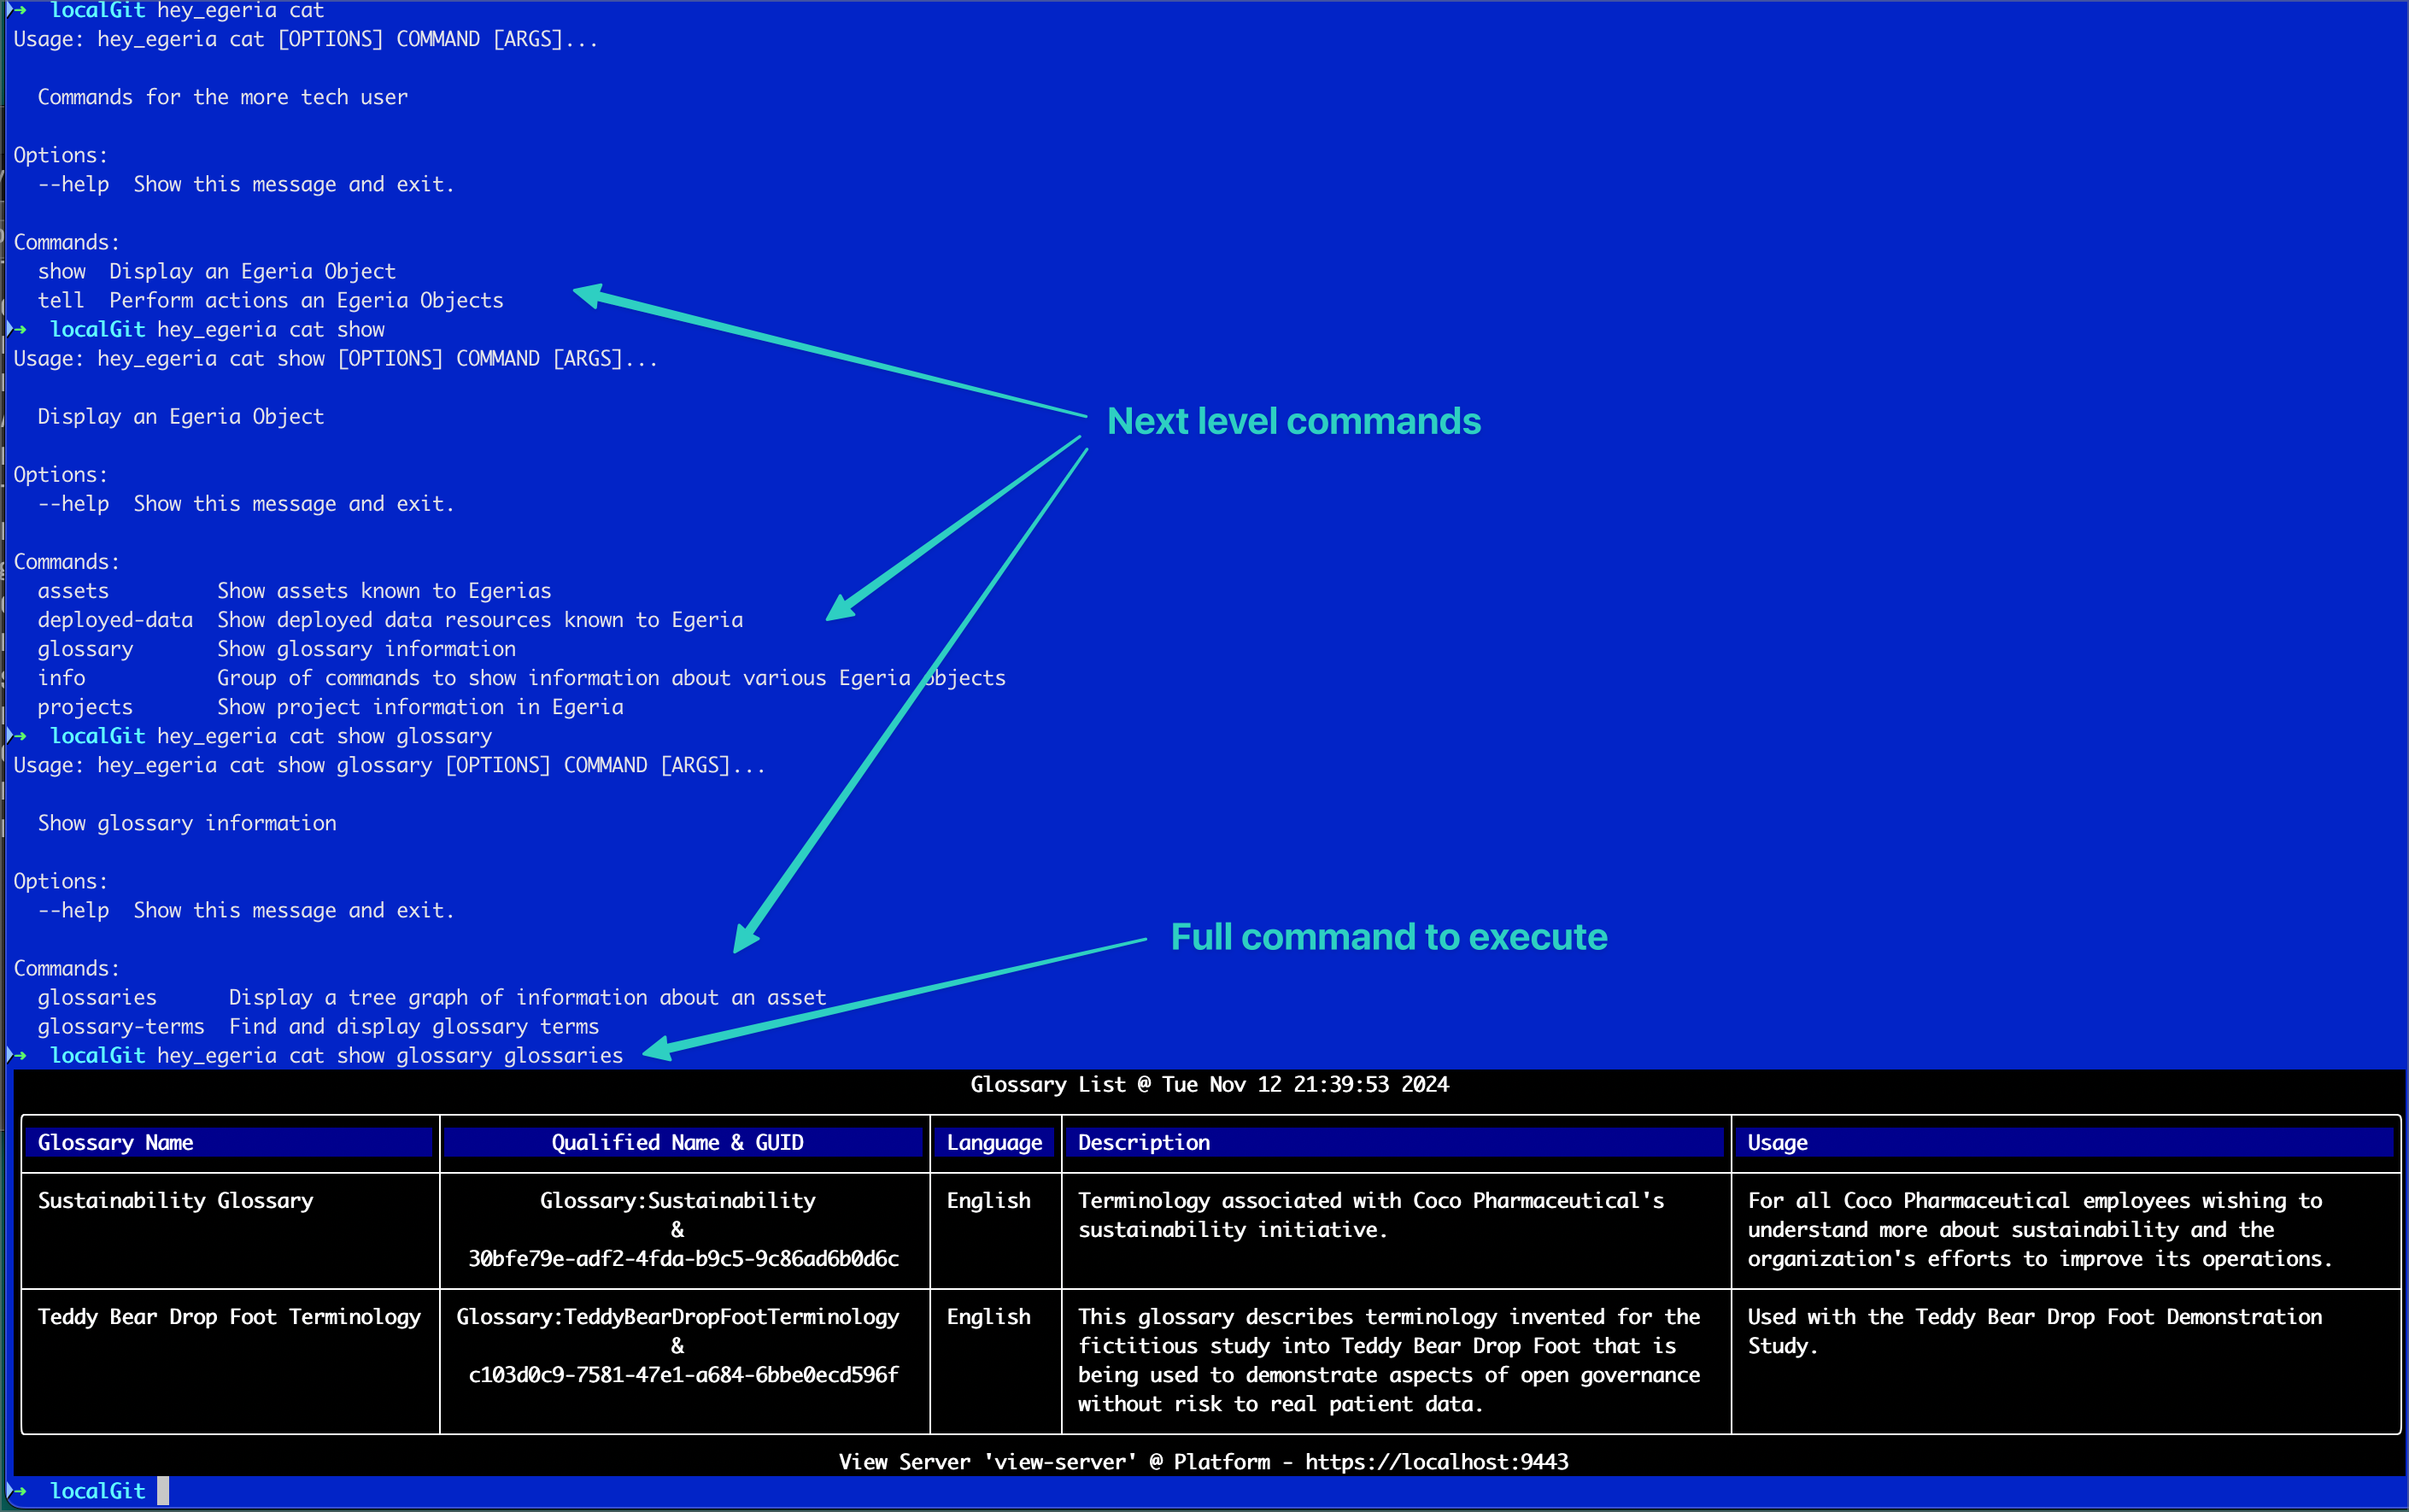 ➜ localGit hey_egeria cat
Usage: hey_egeria cat [OPTIONS] COMMAND [ARGS]...
Commands for the more tech user
Options:
--help  Show this message and exit.
Commands:
show  Display an Egeria Object
tell  Perform actions an Egeria Objects
➜ localGit hey_egeria cat show
Usage: hey_egeria cat show [OPTIONS] COMMAND [ARGS]...
Display an Egeria Object
Next level commands
Options:
--help  Show this message and exit.
Commands:
assets  Show assets known to Egerias
deployed-data  Show deployed data resources known to Egeria
glossary  Show glossary information
info  Group of commands to show information about various Egeria objects
projects  Show project information in Egeria
➜ localGit hey_egeria cat show glossary
Usage: hey_egeria cat show glossary [OPTIONS] COMMAND [ARGS]...
Show glossary information
Options:
--help  Show this message and exit.
Full command to execute
Commands:
glossaries  Display a tree graph of information about an asset
glossary-terms  Find and display glossary terms
➜ localGit hey_egeria cat show glossary glossaries
Glossary List @ Tue Nov 12 21:39:53 2024
Glossary Name  Qualified Name & GUID  Language  Description  Usage
Sustainability Glossary  Glossary:Sustainability  English  Terminology associated with Coco Pharmaceutical's  For all Coco Pharmaceutical employees wishing to
&  sustainability initiative.  understand more about sustainability and the
30bfe79e-adf2-4fda-b9c5-9c86ad6b0d6c  organization's efforts to improve its operations.
Teddy Bear Drop Foot Terminology  Glossary:TeddyBearDropFootTerminology  English  This glossary describes terminology invented for the  Used with the Teddy Bear Drop Foot Demonstration
&  fictitious study into Teddy Bear Drop Foot that is  Study.
c103d0c9-7581-47e1-a684-6bbe0ecd596f  being used to demonstrate aspects of open governance
without risk to real patient data.
View Server 'view-server' @ Platform - https://localhost:9443
➜ localGit